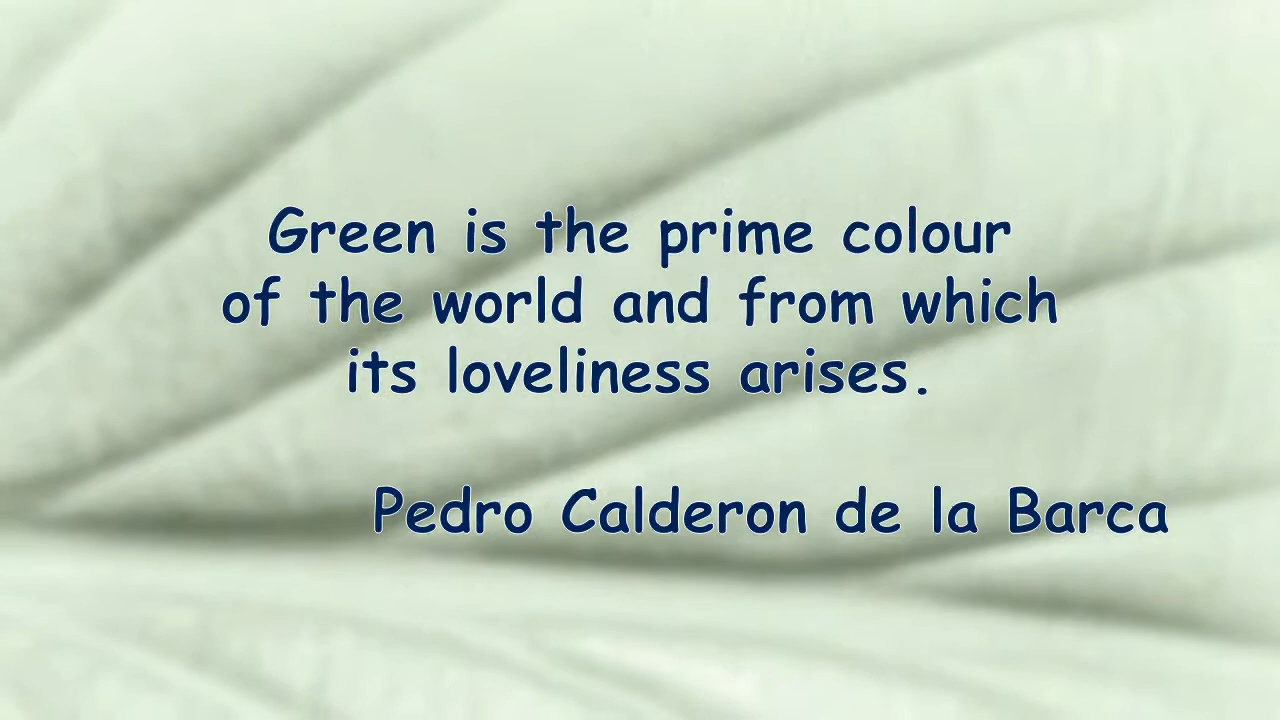 Green is the prime colour
of the world and from which
its loveliness arises.
Pedro Calderon de la Barca